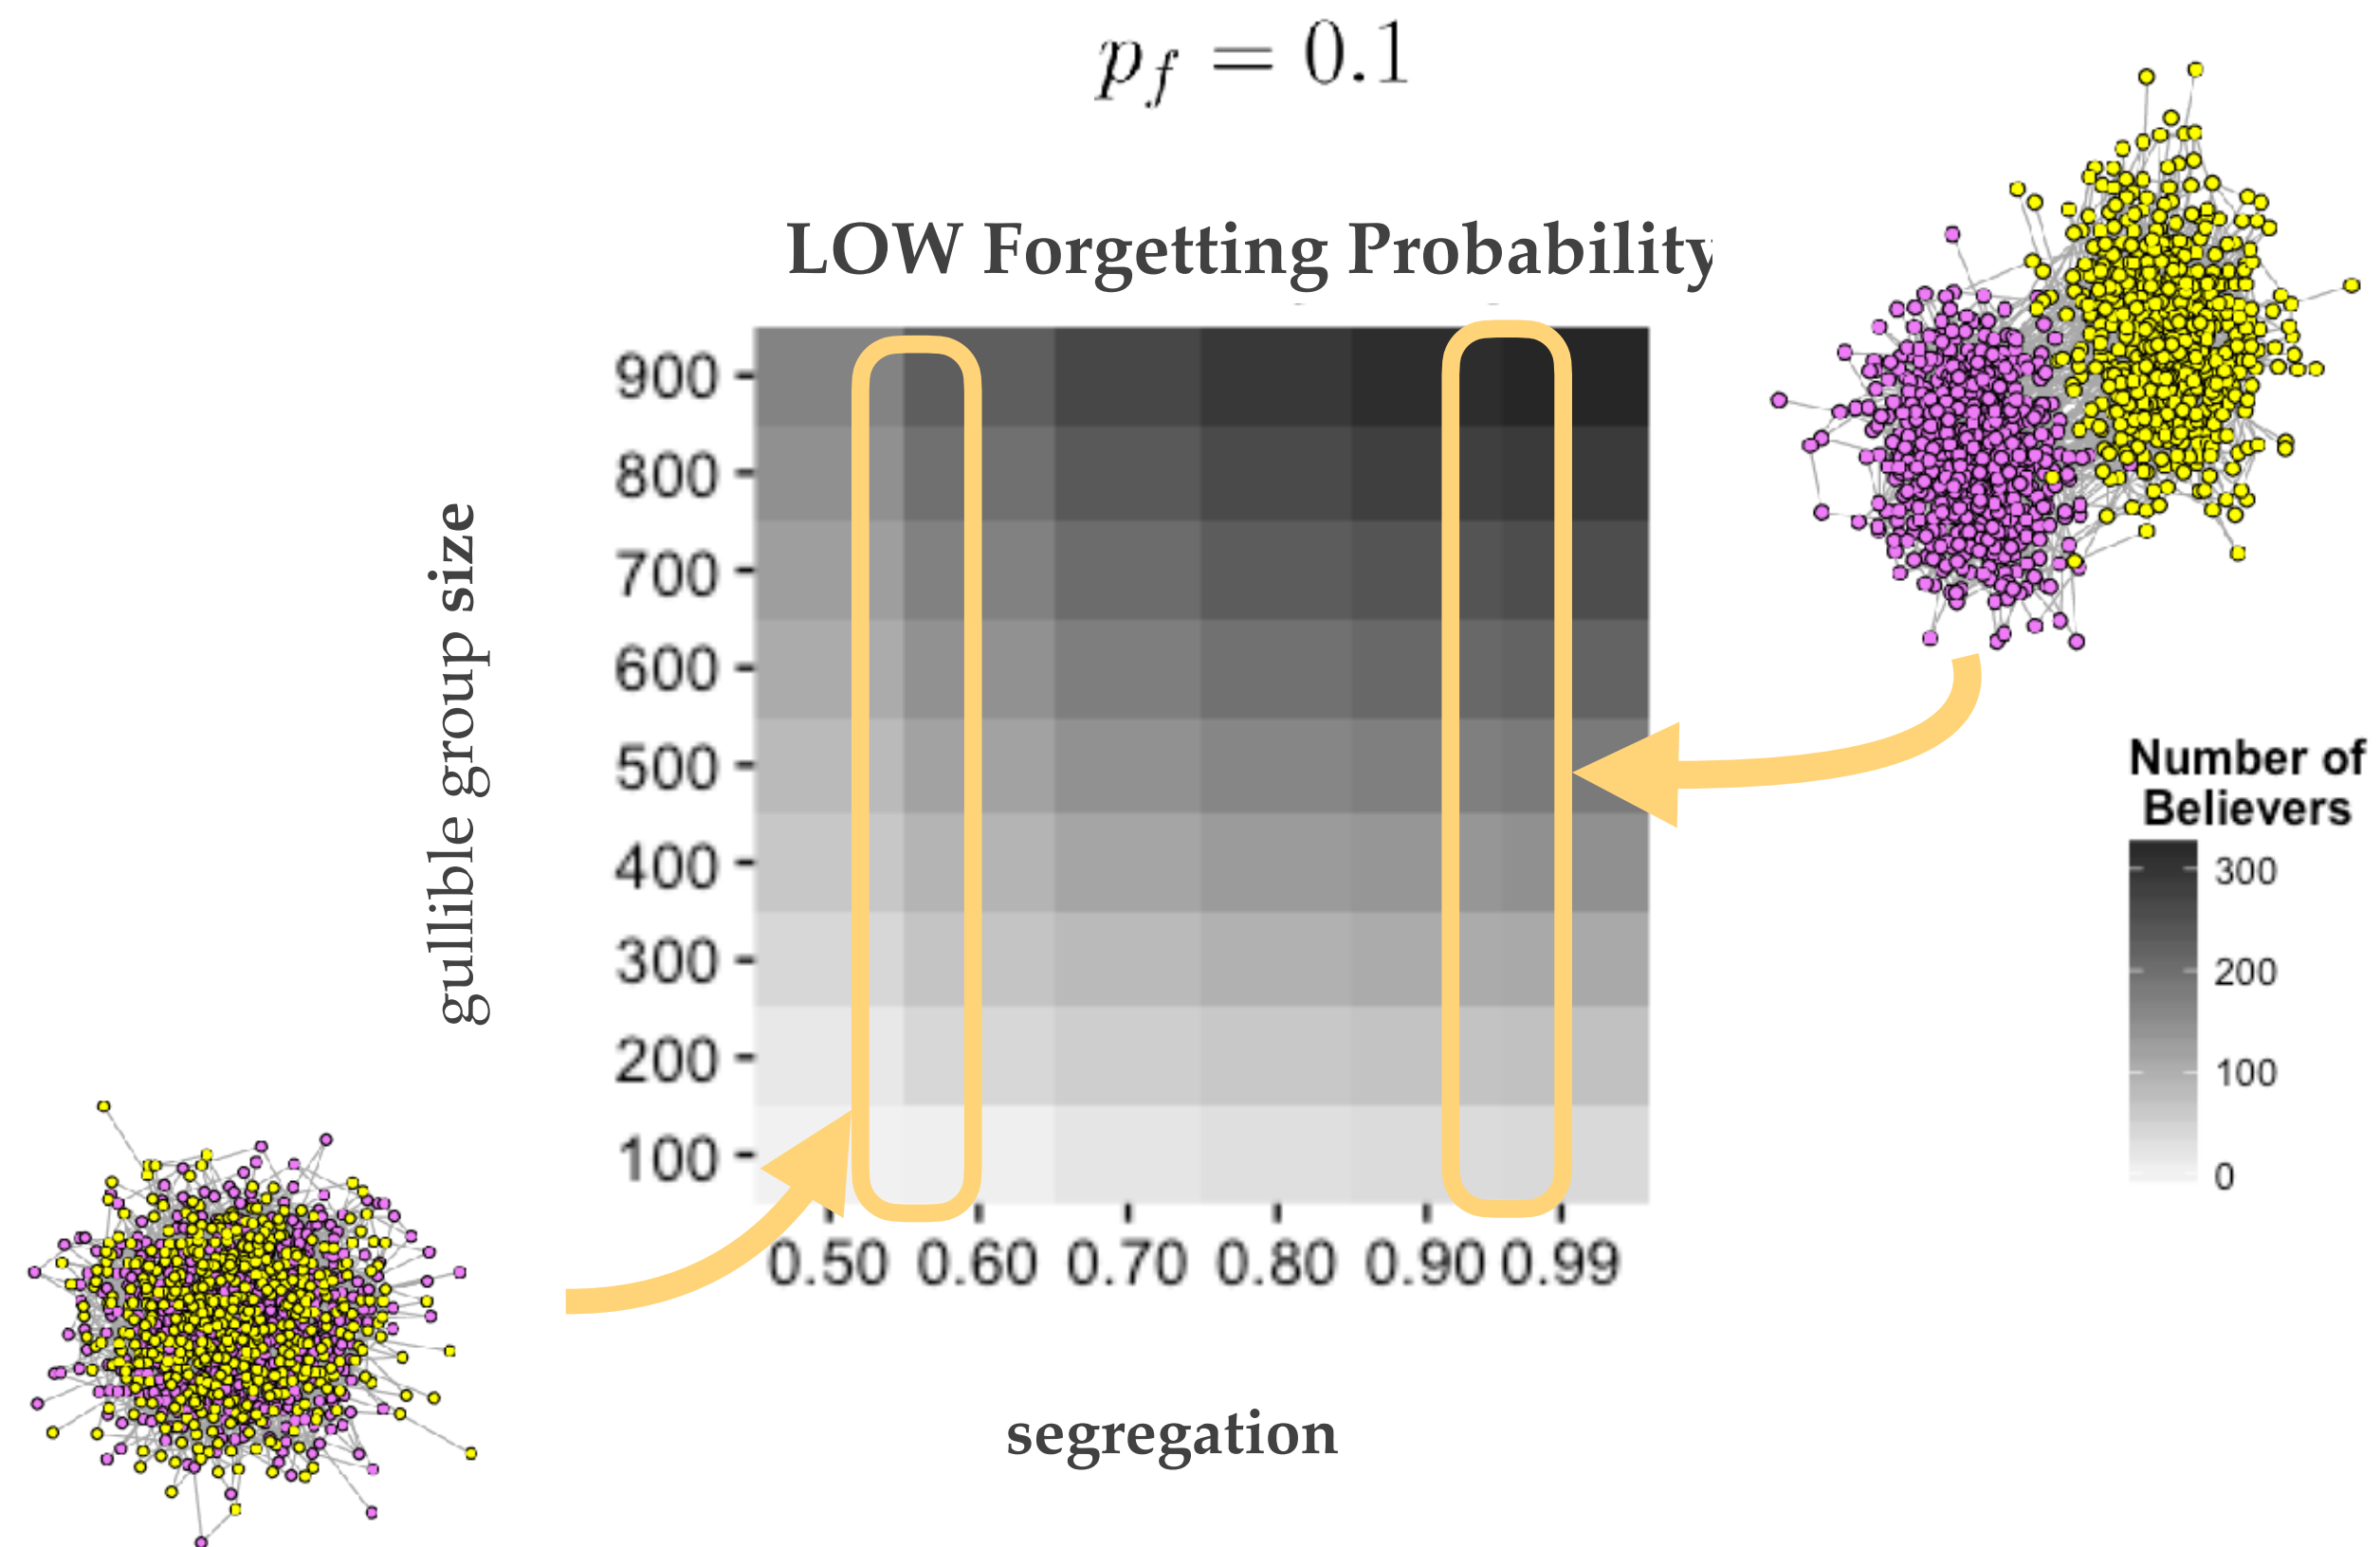 p_f = 0.1
LOW Forgetting Probability
gullible group size
900
800
700
600
500
400
300
200
100
0.50 0.60 0.70 0.80 0.90 0.99
segregation
Number of
Believers
300
200
100
0